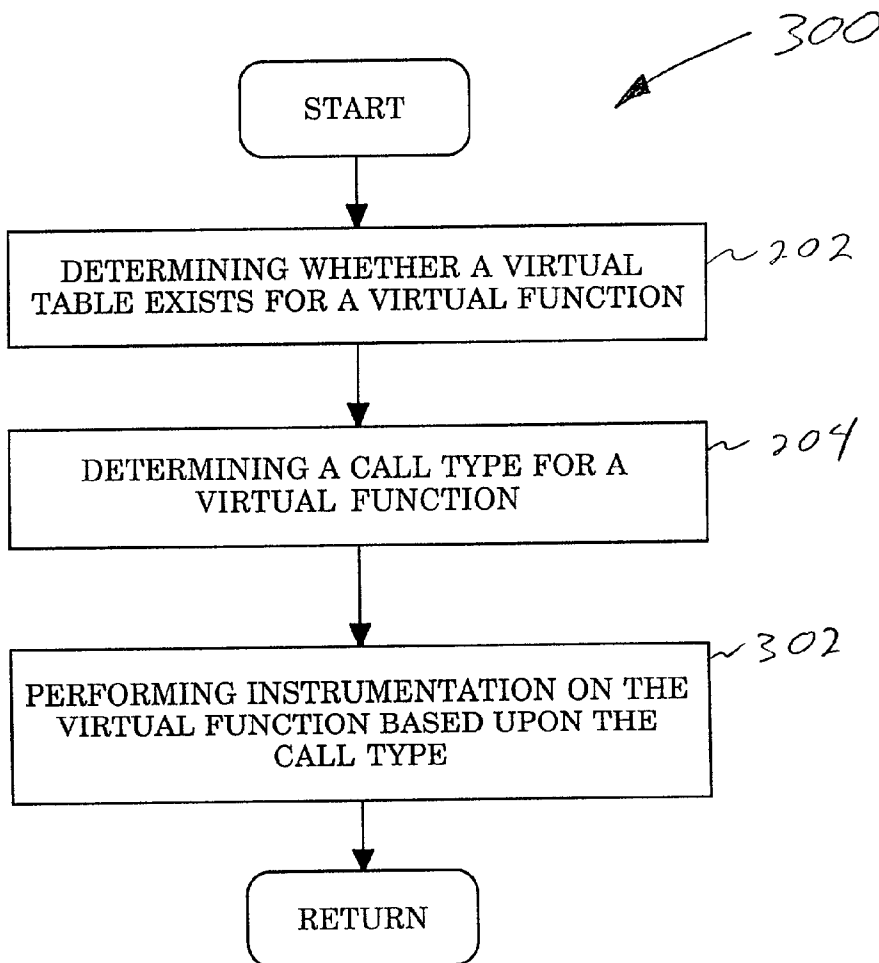 300
START
DETERMINING WHETHER A VIRTUAL
TABLE EXISTS FOR A VIRTUAL FUNCTION
202
DETERMINING A CALL TYPE FOR A
VIRTUAL FUNCTION
204
PERFORMING INSTRUMENTATION ON THE
VIRTUAL FUNCTION BASED UPON THE
CALL TYPE
302
RETURN